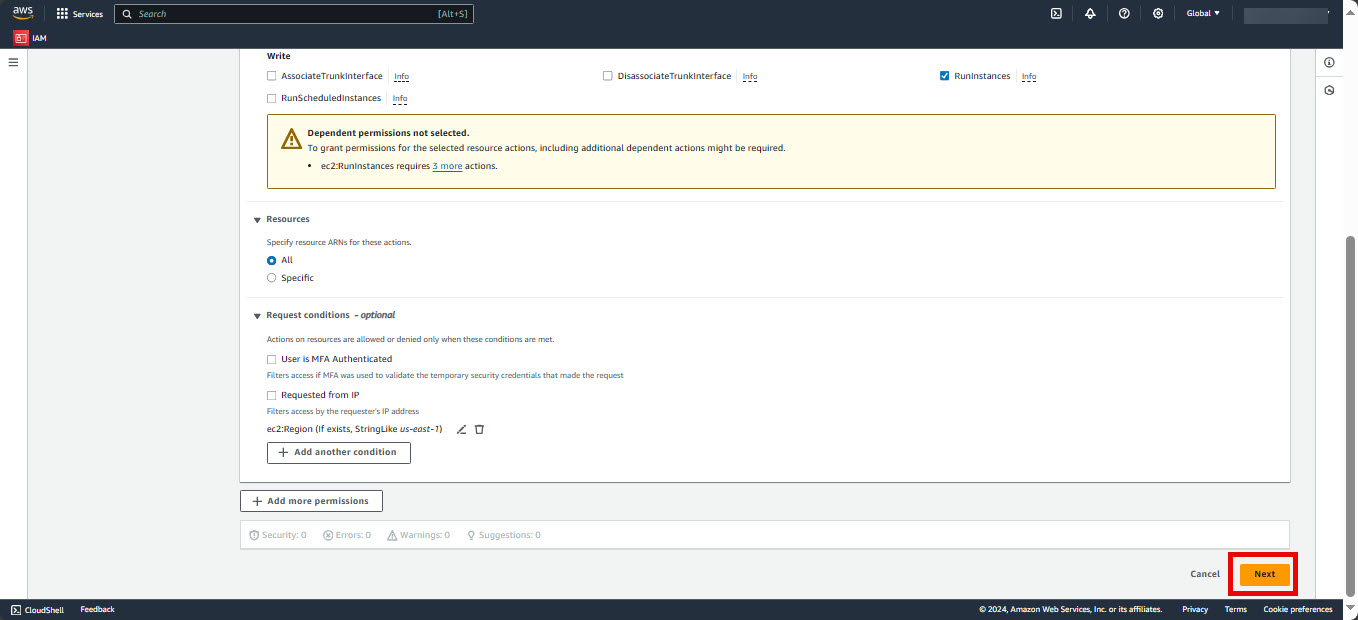 aws Services Search [Alt+S] Global
IAM
Write
AssociateTrunkInterface Info DisassociateTrunkInterface Info RunInstances Info
RunScheduledInstances Info
Dependent permissions not selected.
To grant permissions for the selected resource actions, including additional dependent actions might be required.
• ec2:RunInstances requires 3 more actions.
Resources
Specify resource ARNs for these actions.
All
Specific
Request conditions - optional
Actions on resources are allowed or denied only when these conditions are met.
User is MFA Authenticated
Filters access if MFA was used to validate the temporary security credentials that made the request
Requested from IP
Filters access by the requester's IP address
ec2:Region (If exists, StringLike us-east-1)
Add another condition
Add more permissions
Security: 0 Errors: 0 Warnings: 0 Suggestions: 0
Cancel Next
CloudShell Feedback © 2024, Amazon Web Services, Inc. or its affiliates. Privacy Terms Cookie preferences